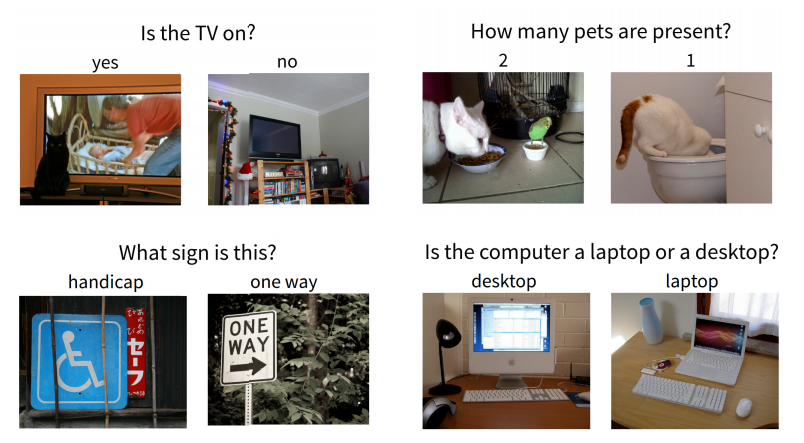 Is the TV on?
yes
no
How many pets are present?
2
1
What sign is this?
handicap
one way
セーフ
ONE
WAY
Is the computer a laptop or a desktop?
desktop
laptop